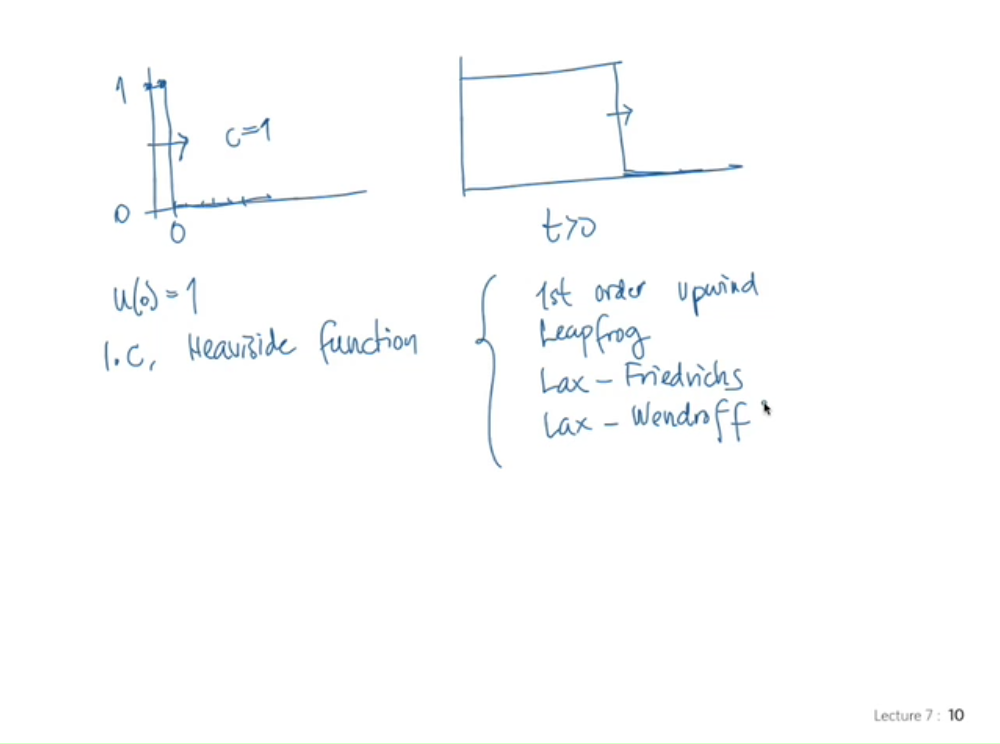 1
c=1
0
0
t>0
u(0)=1
I.C, Heaviside function
1st order upwind
Leapfrog
Lax - Friedrichs
Lax - Wendroff
Lecture 7 : 10